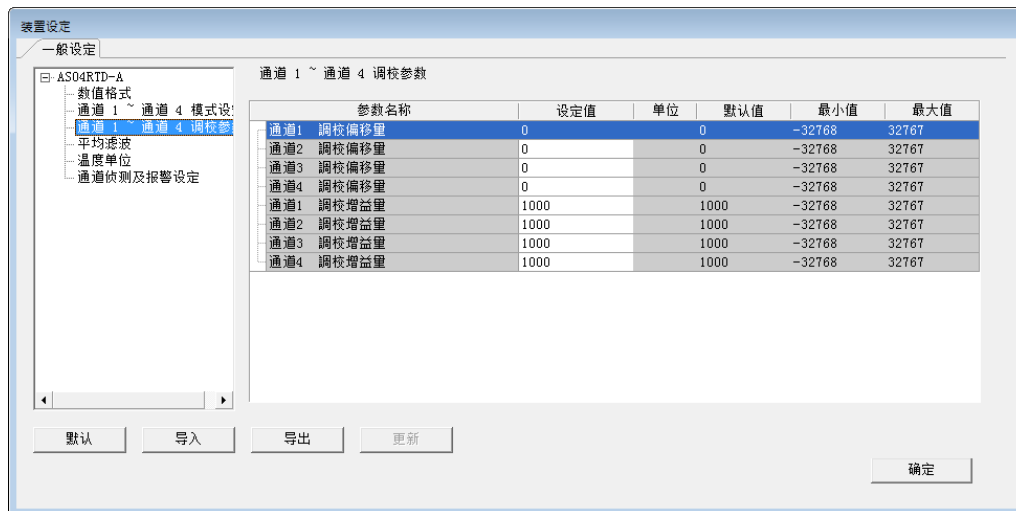 装置设定
一般设定
AS04RTD-A
数值格式
通道 1 ~ 通道 4 模式设
通道 1 ~ 通道 4 调校参
平均滤波
温度单位
通道侦测及报警设定
通道 1 ~ 通道 4 调校参数
参数名称 设定值 单位 默认值 最小值 最大值
通道1 調校偏移量 0 0 -32768 32767
通道2 調校偏移量 0 0 -32768 32767
通道3 調校偏移量 0 0 -32768 32767
通道4 調校偏移量 0 0 -32768 32767
通道1 調校增益量 1000 1000 -32768 32767
通道2 調校增益量 1000 1000 -32768 32767
通道3 調校增益量 1000 1000 -32768 32767
通道4 調校增益量 1000 1000 -32768 32767
默认 导入 导出 更新
确定